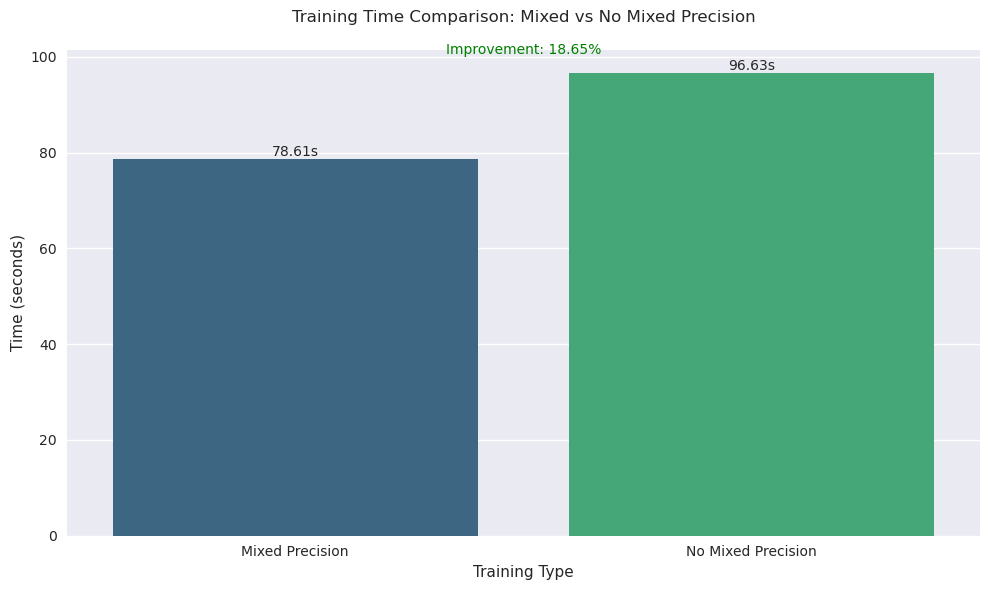 Training Time Comparison: Mixed vs No Mixed Precision
Improvement: 18.65%
100
96.63s
80
78.61s
60
40
20
0
Time (seconds)
Mixed Precision
No Mixed Precision
Training Type